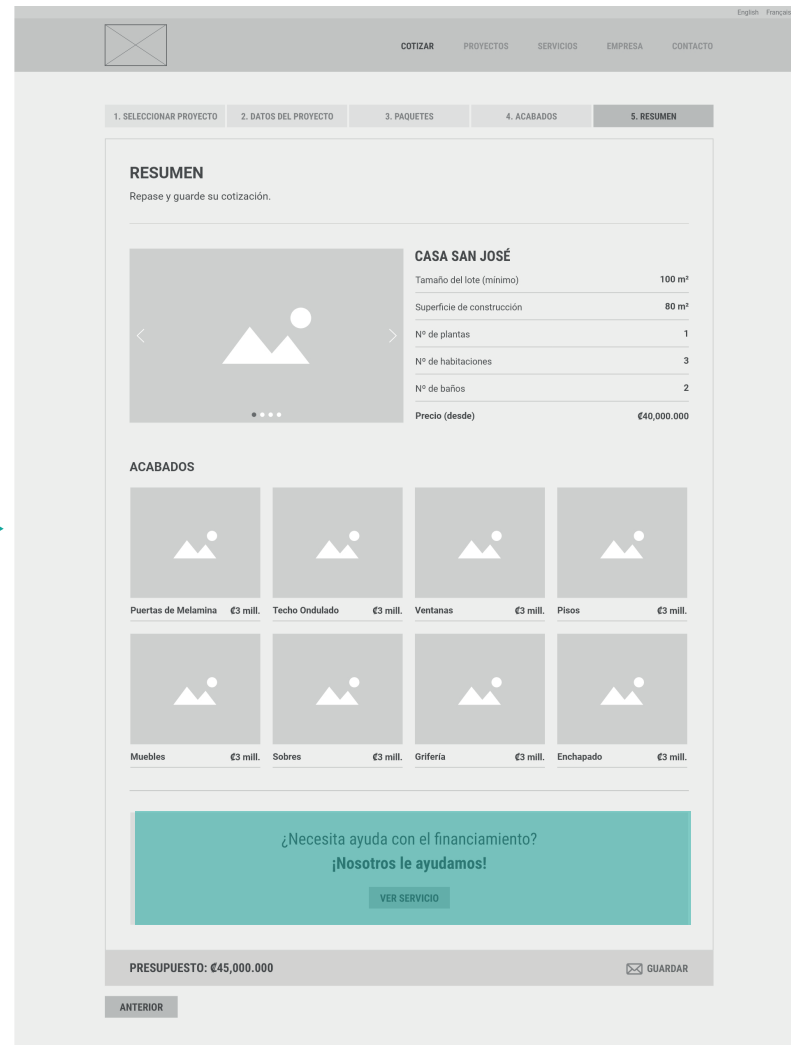 English Français
COTIZAR PROYECTOS SERVICIOS EMPRESA CONTACTO
1. SELECCIONAR PROYECTO 2. DATOS DEL PROYECTO 3. PAQUETES 4. ACABADOS 5. RESUMEN
RESUMEN
Repase y guarde su cotización.
CASA SAN JOSÉ
Tamaño del lote (mínimo) 100 m²
Superficie de construcción 80 m²
Nº de plantas 1
Nº de habitaciones 3
Nº de baños 2
Precio (desde) ₡40,000.000
ACABADOS
Puertas de Melamina ₡3 mill. Techo Ondulado ₡3 mill. Ventanas ₡3 mill. Pisos ₡3 mill.
Muebles ₡3 mill. Sobres ₡3 mill. Grifería ₡3 mill. Enchapado ₡3 mill.
¿Necesita ayuda con el financiamiento?
¡Nosotros le ayudamos!
VER SERVICIO
PRESUPUESTO: ₡45,000.000 GUARDAR
ANTERIOR